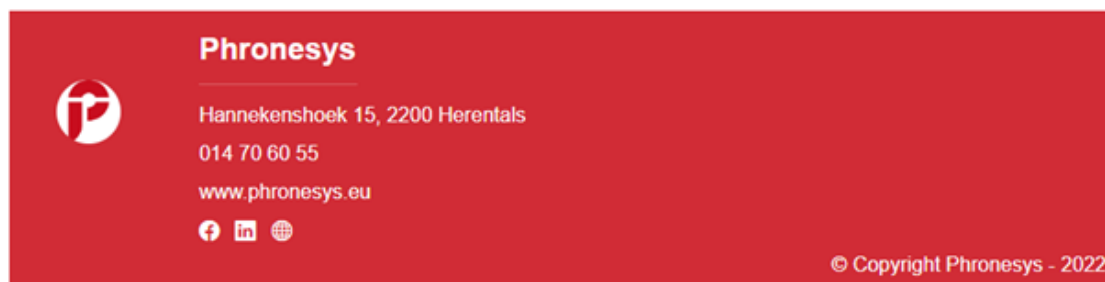 Phronesys
Hannekenshoek 15, 2200 Herentals
014 70 60 55
www.phronesys.eu
© Copyright Phronesys - 2022